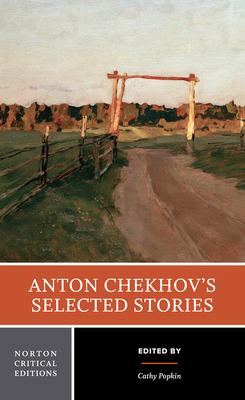 ANTON CHEKHOV'S
SELECTED STORIES
NORTON
CRITICAL
EDITIONS
EDITED BY
Cathy Popkin